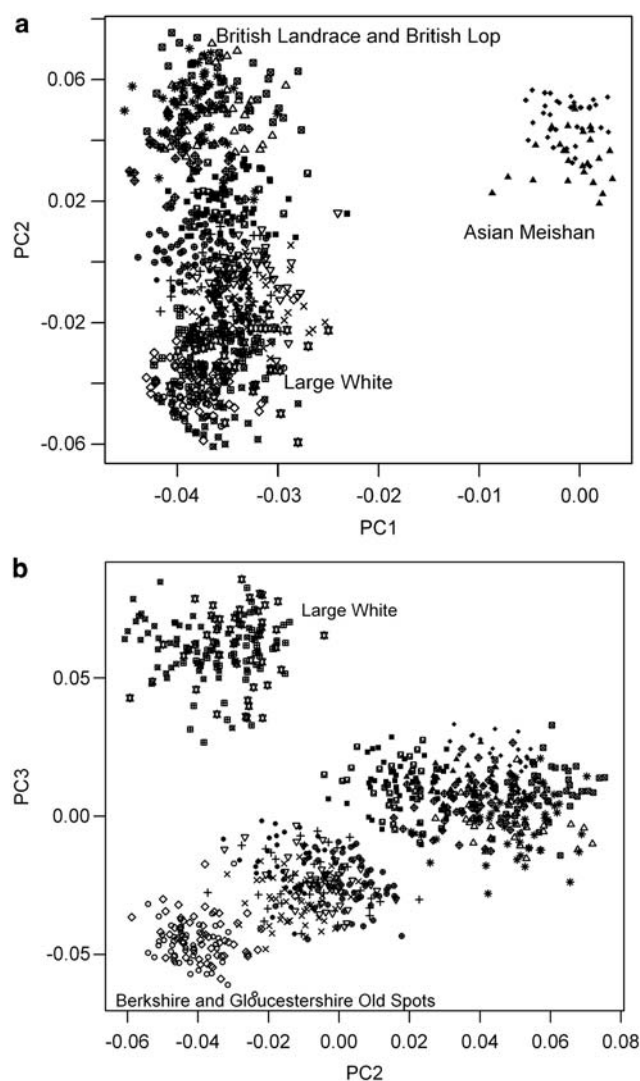 a
British Landrace and British Lop
0.06
0.02
-0.02
-0.06
PC2
Asian Meishan
Large White
-0.04 -0.03 -0.02 -0.01 0.00
PC1
b
Large White
0.05
0.00
-0.05
PC3
Berkshire and Gloucestershire Old Spots
-0.06 -0.04 -0.02 0.00 0.02 0.04 0.06 0.08
PC2